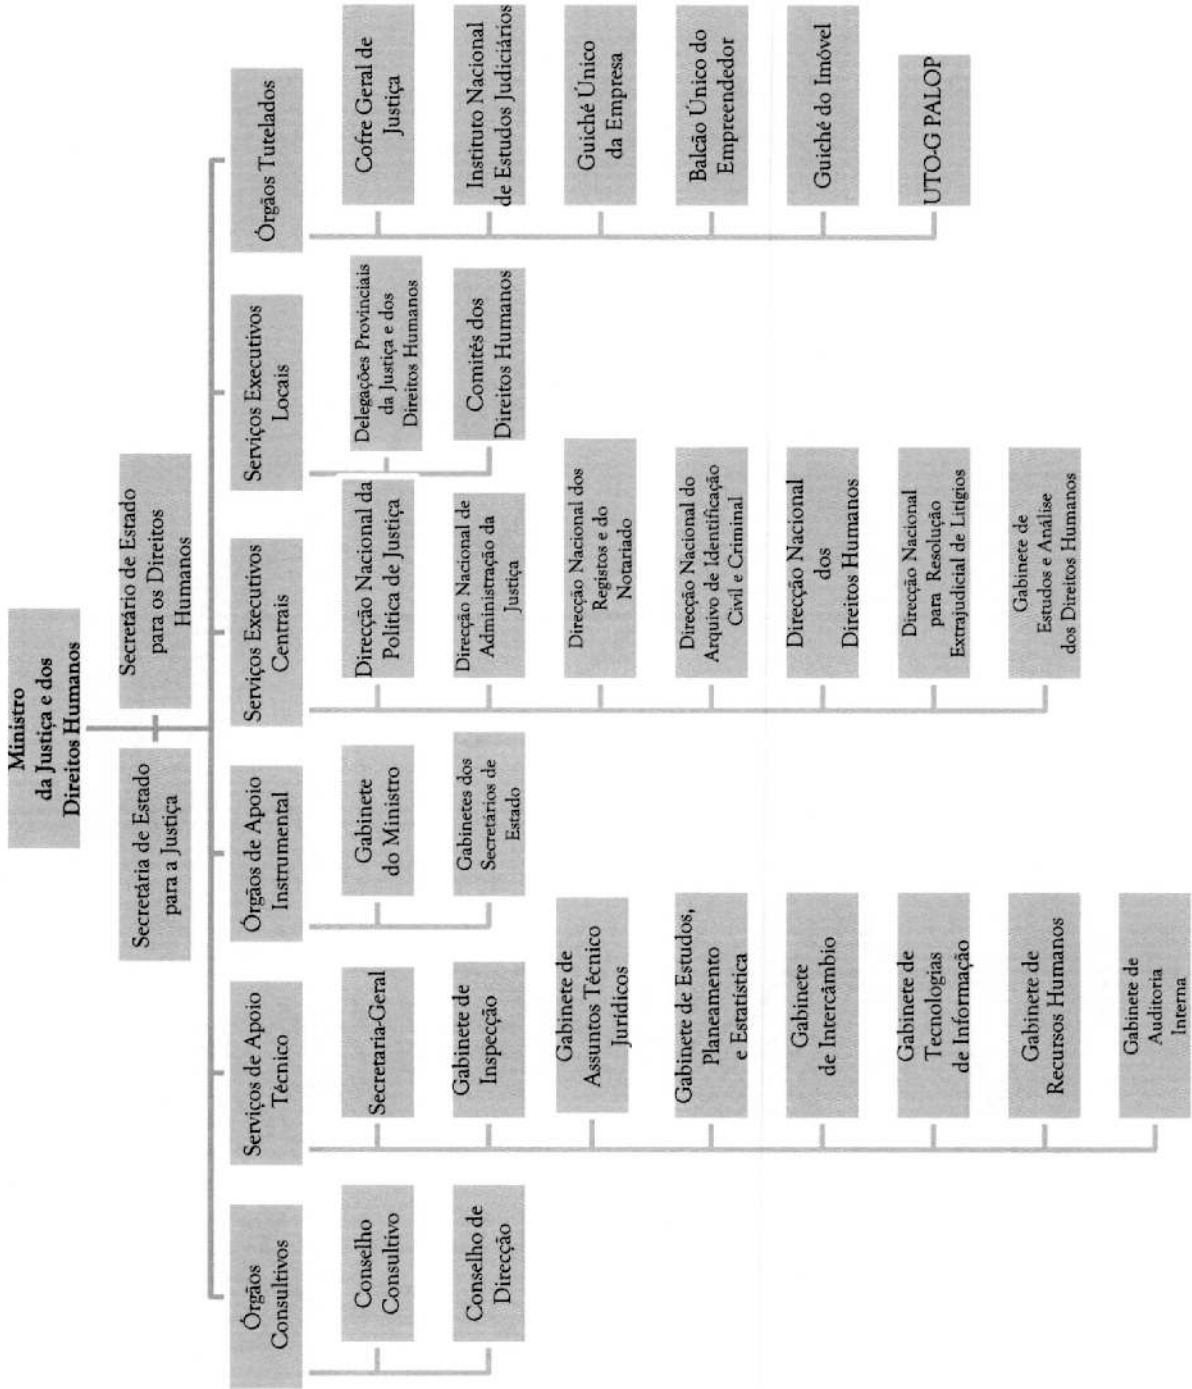 Ministro
da Justiça e dos
Direitos Humanos
Secretária de Estado
para a Justiça
Secretário de Estado
para os Direitos
Humanos
Órgãos
Consultivos
Conselho
Consultivo
Conselho de
Direcção
Serviços de Apoio
Técnico
Secretaria-Geral
Gabinete de
Inspecção
Gabinete de
Assuntos Técnico
Jurídicos
Gabinete de Estudos,
Planeamento
e Estatística
Gabinete
de Intercâmbio
Gabinete de
Tecnologias
de Informação
Gabinete de
Recursos Humanos
Gabinete de
Auditoria
Interna
Órgãos de Apoio
Instrumental
Gabinete
do Ministro
Gabinetes dos
Secretários de
Estado
Serviços Executivos
Centrais
Direcção Nacional da
Política de Justiça
Direcção Nacional de
Administração da
Justiça
Direcção Nacional dos
Registos e do
Notariado
Direcção Nacional do
Arquivo de Identificação
Civil e Criminal
Direcção Nacional
dos
Direitos Humanos
Direcção Nacional
para Resolução
Extrajudicial de Litígios
Gabinete de
Estudos e Análise
dos Direitos Humanos
Serviços Executivos
Locais
Delegações Provinciais
da Justiça e dos
Direitos Humanos
Comités dos
Direitos Humanos
Órgãos Tutelados
Cofre Geral de
Justiça
Instituto Nacional
de Estudos Judiciários
Guiché Único
da Empresa
Balcão Único do
Empreendedor
Guiché do Imóvel
UTO-G PALOP